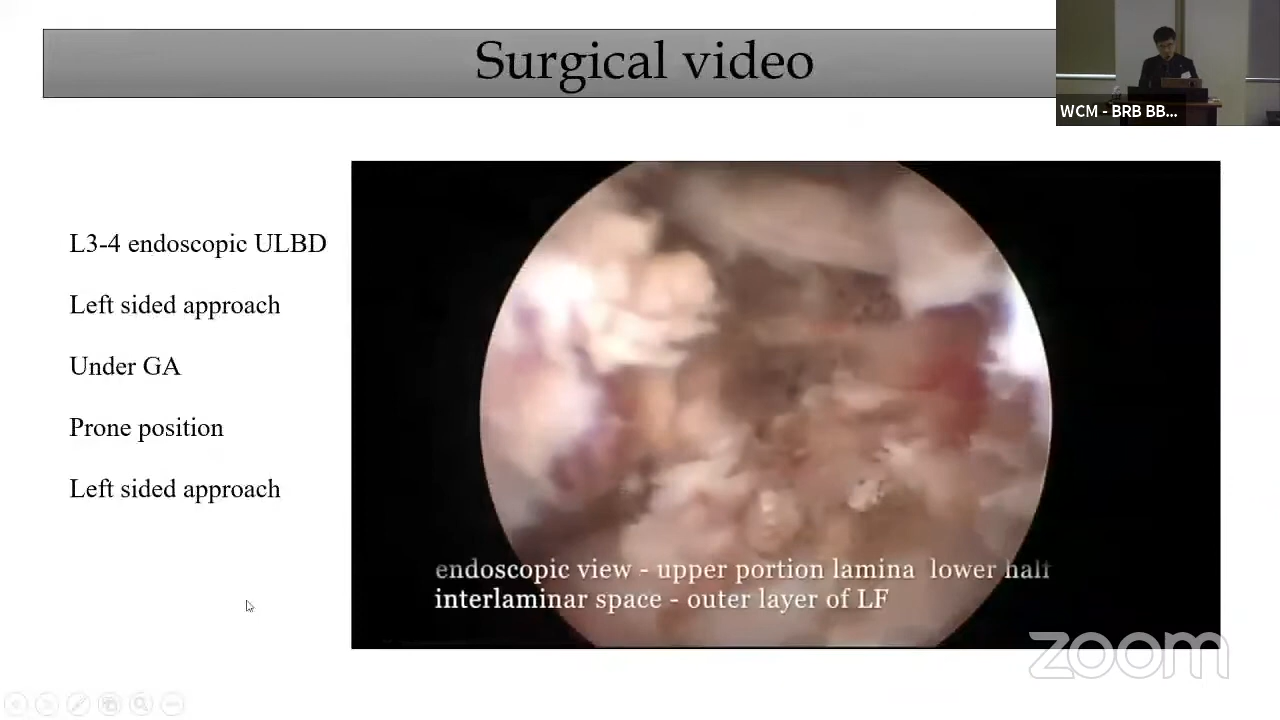 Surgical video
WCM - BRB BB...
L3-4 endoscopic ULBD
Left sided approach
Under GA
Prone position
Left sided approach
endoscopic view - upper portion lamina lower half
interlaminar space - outer layer of LF
zoom